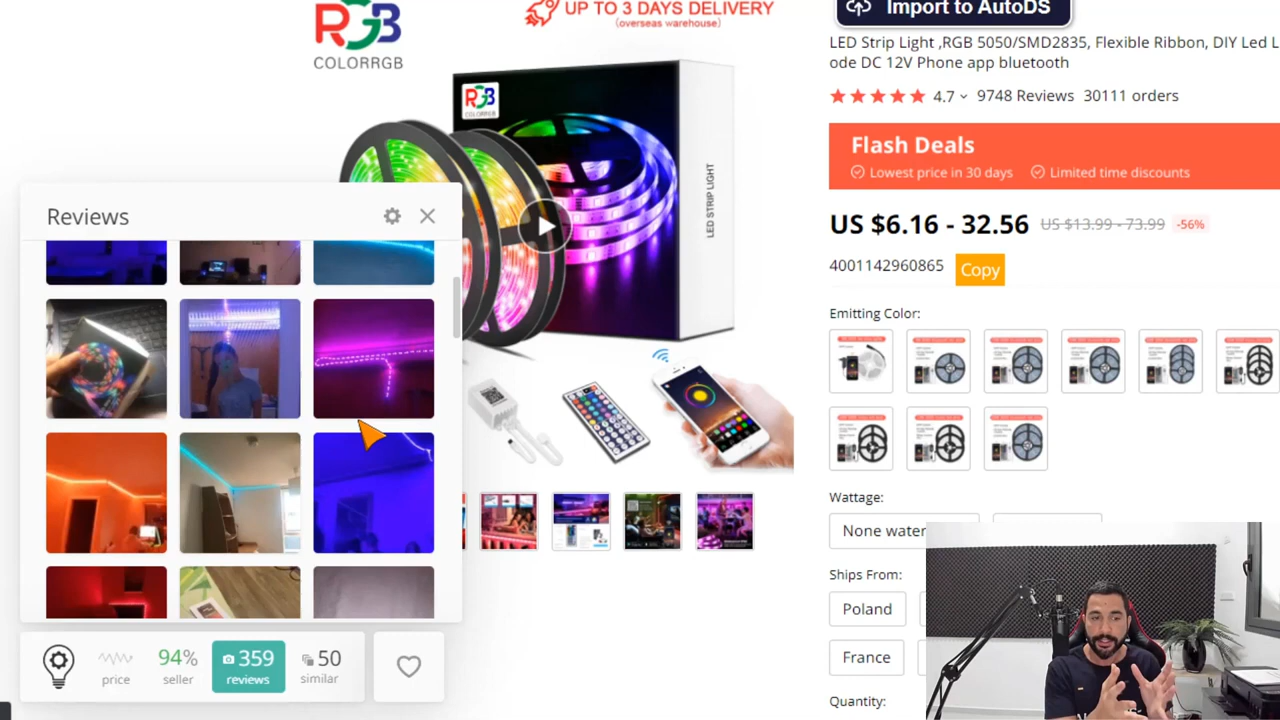 UP TO 3 DAYS DELIVERY
(overseas warehouse)
RGB
COLORRGB
RGB
COLORRGB
LED STRIP LIGHT
Import to AutoDS
LED Strip Light ,RGB 5050/SMD2835, Flexible Ribbon, DIY Led L
ode DC 12V Phone app bluetooth
4.7 9748 Reviews 30111 orders
Flash Deals
Lowest price in 30 days Limited time discounts
US $6.16 - 32.56 US $13.99 - 73.99 -56%
4001142960865 Copy
Emitting Color:
Wattage:
None water
Ships From:
Poland
France
Quantity:
Reviews
94% 359 50
price seller reviews similar